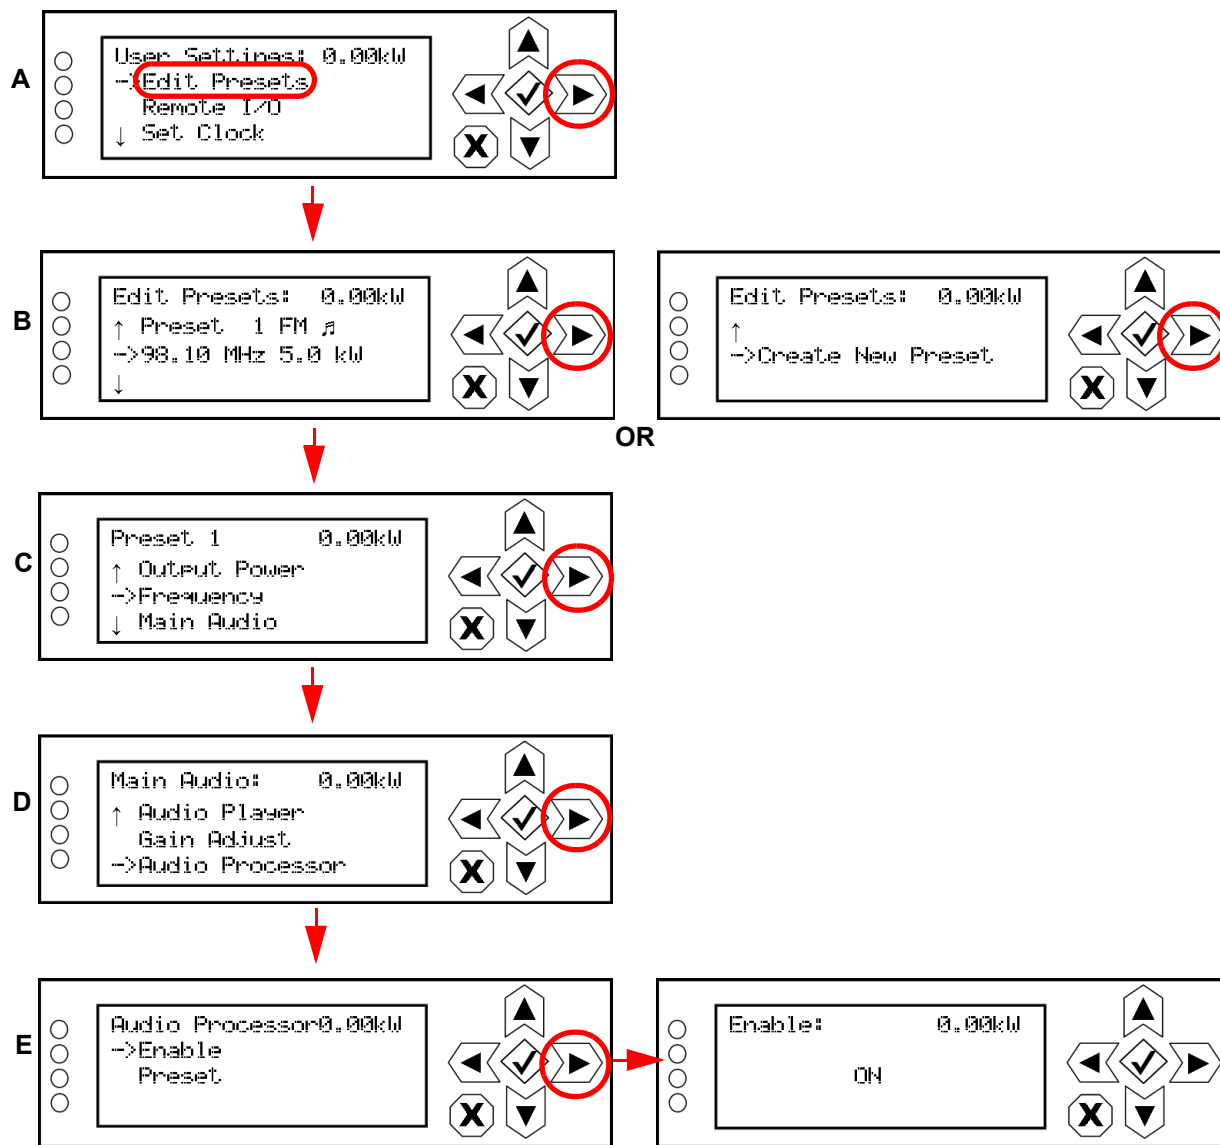 A
User Settings: 0.00kW
->Edit Presets
Remote I/O
↓ Set Clock
X
B
Edit Presets: 0.00kW
↑ Preset 1 FM ♬
->98.10 MHz 5.0 kW
↓
X
Edit Presets: 0.00kW
↑
->Create New Preset
X
OR
C
Preset 1 0.00kW
↑ Output Power
->Frequency
↓ Main Audio
X
D
Main Audio: 0.00kW
↑ Audio Player
Gain Adjust
->Audio Processor
X
E
Audio Processor0.00kW
->Enable
Preset
X
Enable: 0.00kW
ON
X